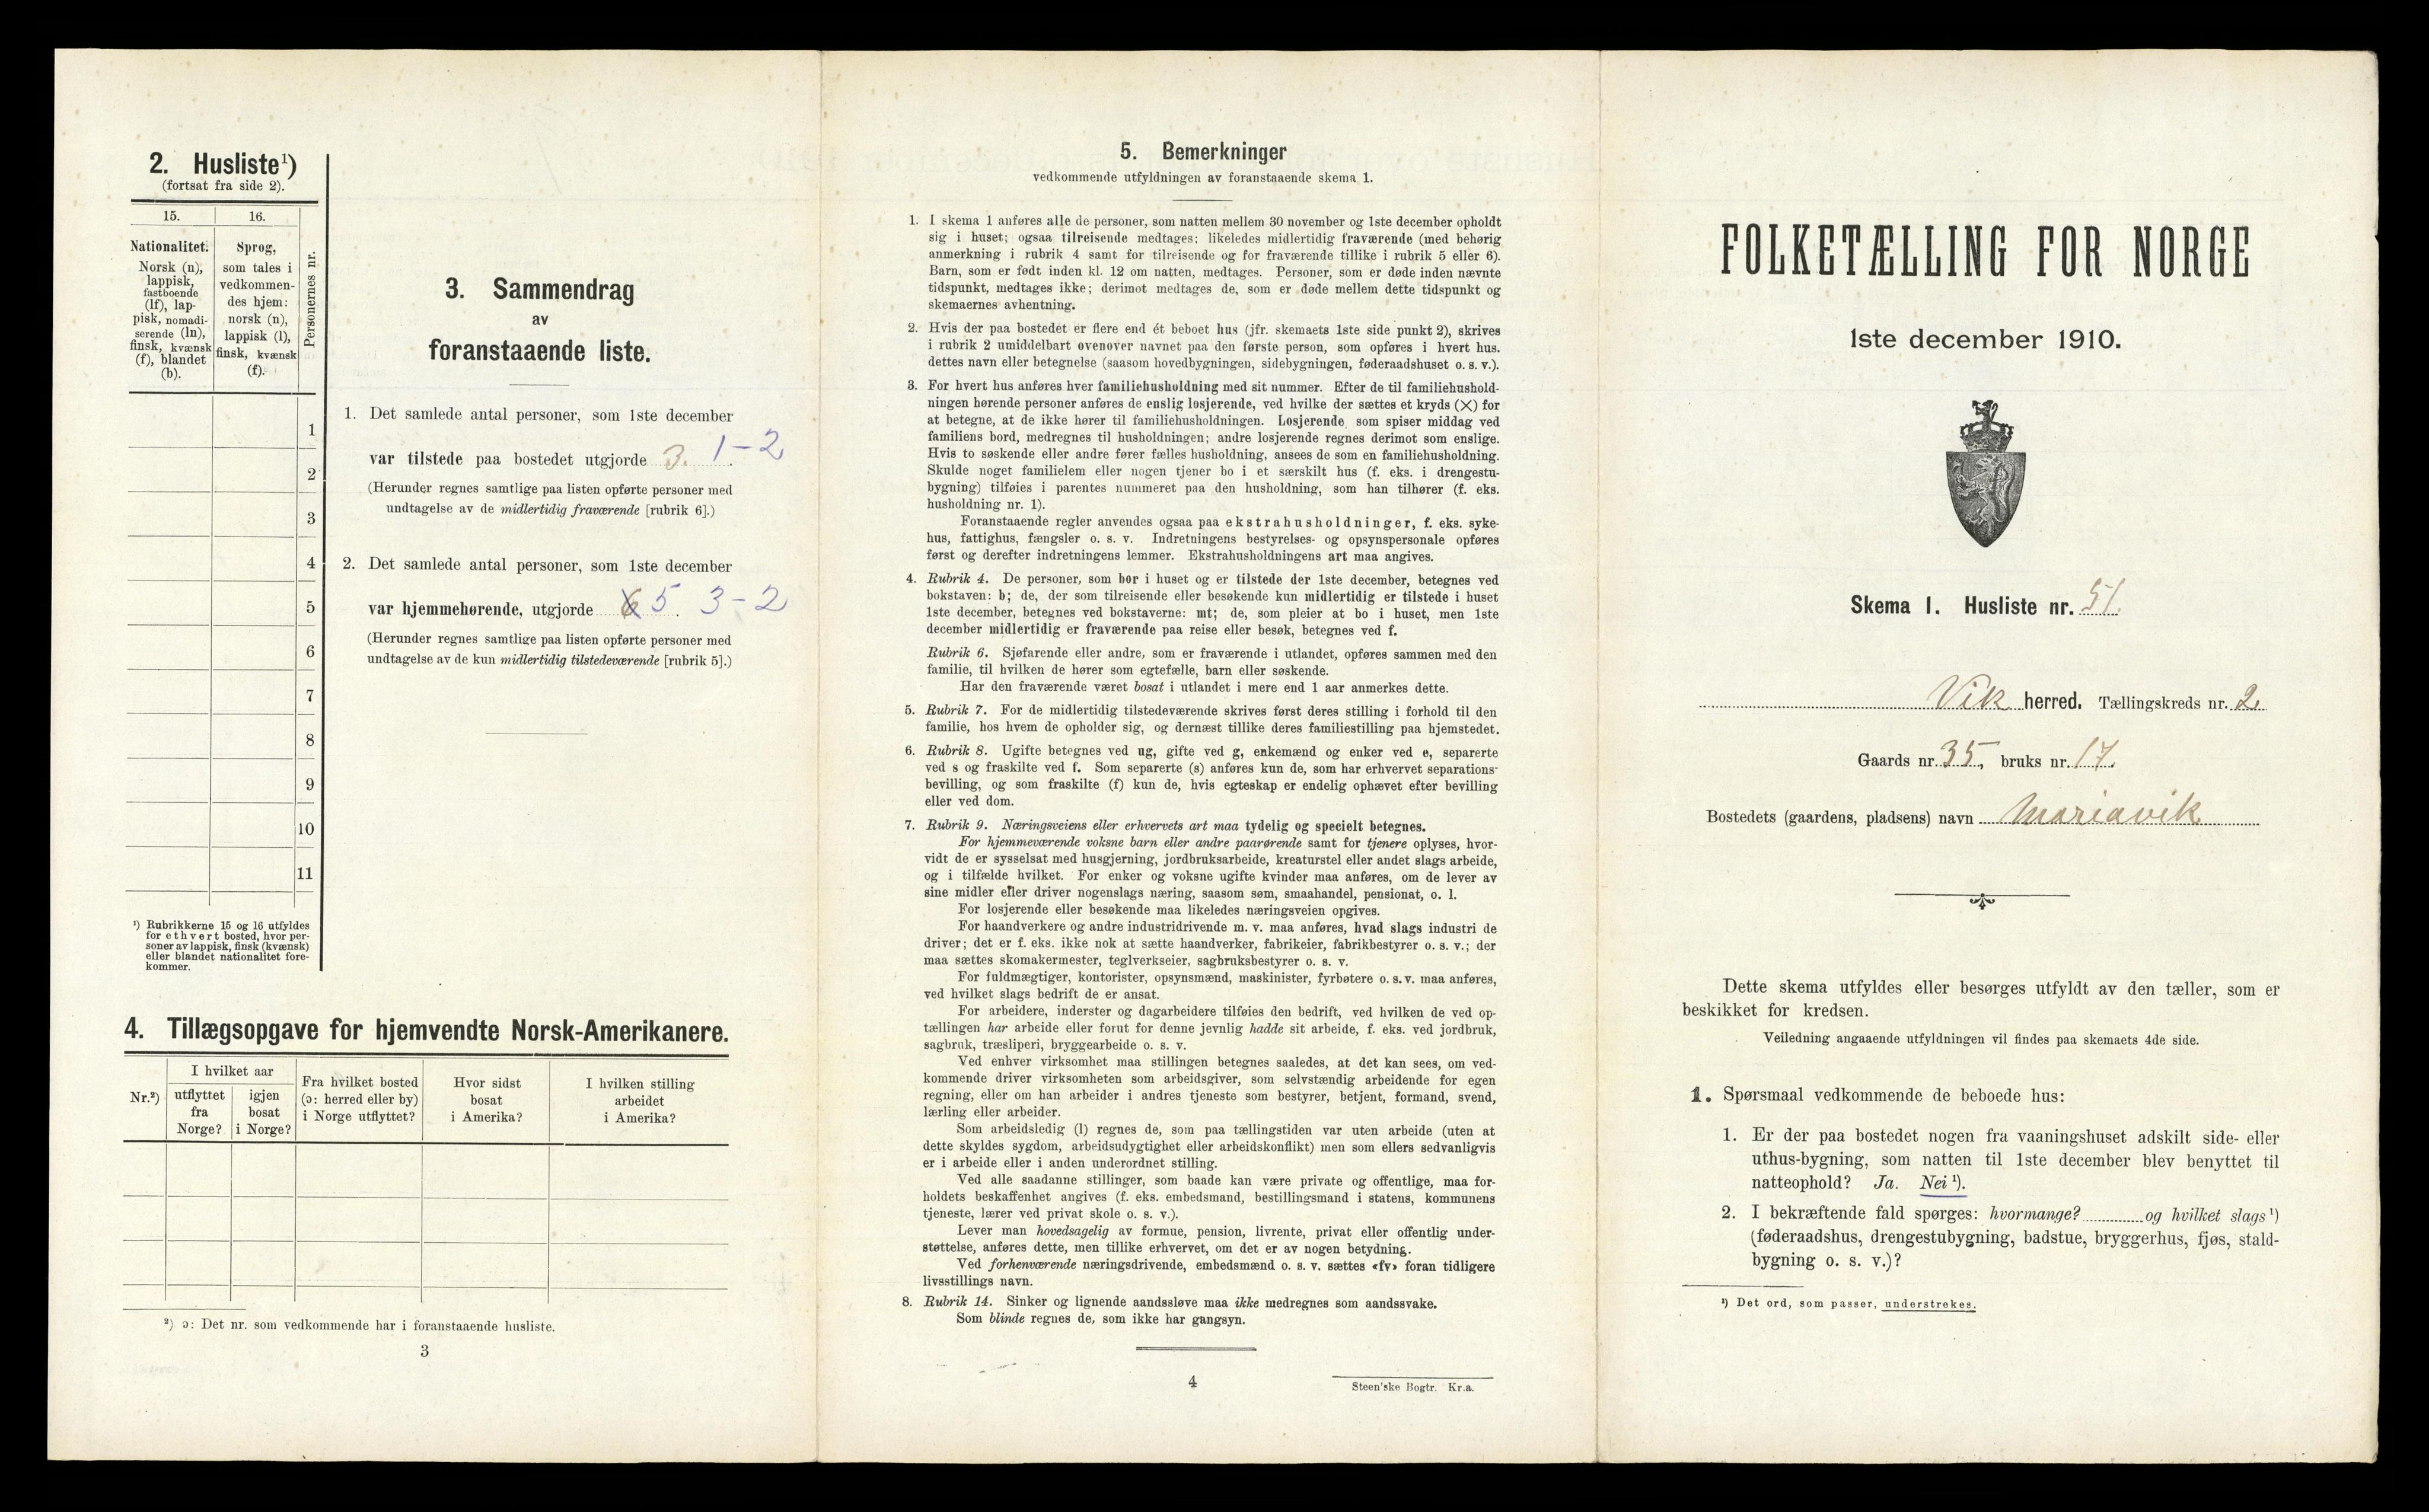 2. Husliste¹)
(fortsat fra side 2).
15. 16.
Personernes nr.
Nationalitet.
Norsk (n),
lappisk,
fastboende
(lf), lap-
pisk, nomadi-
serende (ln),
finsk, kvænsk
(f), blandet
(b).
Sprog,
som tales i
vedkommen-
des hjem:
norsk (n),
lappisk (l),
finsk, kvænsk
(f).
1
2
3
4
5
6
7
8
9
10
11
¹) Rubrikkerne 15 og 16 utfyldes
for ethvert bosted, hvor per-
soner av lappisk, finsk (kvænsk)
eller blandet nationalitet fore-
kommer.
3. Sammendrag
av
foranstaaende liste.
1. Det samlede antal personer, som 1ste december
var tilstede paa bostedet utgjorde 3. 1-2
(Herunder regnes samtlige paa listen opførte personer med
undtagelse av de midlertidig fraværende [rubrik 6].)
2. Det samlede antal personer, som 1ste december
var hjemmehørende, utgjorde 6 5. 3-2
(Herunder regnes samtlige paa listen opførte personer med
undtagelse av de kun midlertidig tilstedeværende [rubrik 5].)
4. Tillægsopgave for hjemvendte Norsk-Amerikanere.
Nr.²)
I hvilket aar
utflyttet
fra
Norge?
igjen
bosat
i Norge?
Fra hvilket bosted
(ɔ: herred eller by)
i Norge utflyttet?
Hvor sidst
bosat
i Amerika?
I hvilken stilling
arbeidet
i Amerika?
²) ɔ: Det nr. som vedkommende har i foranstaaende husliste.
3
5. Bemerkninger
vedkommende utfyldningen av foranstaaende skema 1.
1. I skema 1 anføres alle de personer, som natten mellem 30 november og 1ste december opholdt
sig i huset; ogsaa tilreisende medtages; likeledes midlertidig fraværende (med behørig
anmerkning i rubrik 4 samt for tilreisende og for fraværende tillike i rubrik 5 eller 6).
Barn, som er født inden kl. 12 om natten, medtages. Personer, som er døde inden nævnte
tidspunkt, medtages ikke; derimot medtages de, som er døde mellem dette tidspunkt og
skemaernes avhentning.
2. Hvis der paa bostedet er flere end ét beboet hus (jfr. skemaets 1ste side punkt 2), skrives
i rubrik 2 umiddelbart ovenover navnet paa den første person, som opføres i hvert hus.
dettes navn eller betegnelse (saasom hovedbygningen, sidebygningen, føderaadshuset o. s. v.).
3. For hvert hus anføres hver familiehusholdning med sit nummer. Efter de til familiehushold-
ningen hørende personer anføres de enslig losjerende, ved hvilke der sættes et kryds (×) for
at betegne, at de ikke hører til familiehusholdningen. Losjerende som spiser middag ved
familiens bord, medregnes til husholdningen; andre losjerende regnes derimot som enslige.
Hvis to søskende eller andre fører fælles husholdning, ansees de som en familiehusholdning.
Skulde noget familielem eller nogen tjener bo i et særskilt hus (f. eks. i drengestu-
bygning) tilføies i parentes nummeret paa den husholdning, som han tilhører (f. eks.
husholdning nr. 1).
Foranstaaende regler anvendes ogsaa paa ekstrahusholdninger, f. eks. syke-
hus, fattighus, fængsler o. s. v. Indretningens bestyrelses- og opsynspersonale opføres
først og derefter indretningens lemmer. Ekstrahusholdningens art maa angives.
4. Rubrik 4. De personer, som bor i huset og er tilstede der 1ste december, betegnes ved
bokstaven: b; de, der som tilreisende eller besøkende kun midlertidig er tilstede i huset
1ste december, betegnes ved bokstaverne: mt; de, som pleier at bo i huset, men 1ste
december midlertidig er fraværende paa reise eller besøk, betegnes ved f.
Rubrik 6. Sjøfarende eller andre, som er fraværende i utlandet, opføres sammen med den
familie, til hvilken de hører som egtefælle, barn eller søskende.
Har den fraværende været bosat i utlandet i mere end 1 aar anmerkes dette.
5. Rubrik 7. For de midlertidig tilstedeværende skrives først deres stilling i forhold til den
familie, hos hvem de opholder sig, og dernæst tillike deres familiestilling paa hjemstedet.
6. Rubrik 8. Ugifte betegnes ved ug, gifte ved g, enkemænd og enker ved e, separerte
ved s og fraskilte ved f. Som separerte (s) anføres kun de, som har erhvervet separations-
bevilling, og som fraskilte (f) kun de, hvis egteskap er endelig ophævet efter bevilling
eller ved dom.
7. Rubrik 9. Næringsveiens eller erhvervets art maa tydelig og specielt betegnes.
For hjemmeværende voksne barn eller andre paarørende samt for tjenere oplyses, hvor-
vidt de er sysselsat med husgjerning, jordbruksarbeide, kreaturstel eller andet slags arbeide,
og i tilfælde hvilket. For enker og voksne ugifte kvinder maa anføres, om de lever av
sine midler eller driver nogenslags næring, saasom søm, smaahandel, pensionat, o. l.
For losjerende eller besøkende maa likeledes næringsveien opgives.
For haandverkere og andre industridrivende m. v. maa anføres, hvad slags industri de
driver; det er f. eks. ikke nok at sætte haandverker, fabrikeier, fabrikbestyrer o. s. v.; der
maa sættes skomakermester, teglverkseier, sagbruksbestyrer o. s. v.
For fuldmægtiger, kontorister, opsynsmænd, maskinister, fyrbøtere o. s. v. maa anføres,
ved hvilket slags bedrift de er ansat.
For arbeidere, inderster og dagarbeidere tilføies den bedrift, ved hvilken de ved op-
tællingen har arbeide eller forut for denne jevnlig hadde sit arbeide, f. eks. ved jordbruk,
sagbruk, træsliperi, bryggearbeide o. s. v.
Ved enhver virksomhet maa stillingen betegnes saaledes, at det kan sees, om ved-
kommende driver virksomheten som arbeidsgiver, som selvstændig arbeidende for egen
regning, eller om han arbeider i andres tjeneste som bestyrer, betjent, formand, svend,
lærling eller arbeider.
Som arbeidsledig (l) regnes de, som paa tællingstiden var uten arbeide (uten at
dette skyldes sygdom, arbeidsudygtighet eller arbeidskonflikt) men som ellers sedvanligvis
er i arbeide eller i anden underordnet stilling.
Ved alle saadanne stillinger, som baade kan være private og offentlige, maa for-
holdets beskaffenhet angives (f. eks. embedsmand, bestillingsmand i statens, kommunens
tjeneste, lærer ved privat skole o. s. v.).
Lever man hovedsagelig av formue, pension, livrente, privat eller offentlig under-
støttelse, anføres dette, men tillike erhvervet, om det er av nogen betydning.
Ved forhenværende næringsdrivende, embedsmænd o. s. v. sættes «fv» foran tidligere
livsstillings navn.
8. Rubrik 14. Sinker og lignende aandssløve maa ikke medregnes som aandssvake.
Som blinde regnes de, som ikke har gangsyn.
4
Steen'ske Bogtr. Kr.a.
FOLKETÆLLING FOR NORGE
1ste december 1910.
Skema 1. Husliste nr. 51.
Vik herred. Tællingskreds nr. 2.
Gaards nr. 35, bruks nr. 17.
Bostedets (gaardens, pladsens) navn Mariavik
Dette skema utfyldes eller besørges utfyldt av den tæller, som er
beskikket for kredsen.
Veiledning angaaende utfyldningen vil findes paa skemaets 4de side.
1. Spørsmaal vedkommende de beboede hus:
1. Er der paa bostedet nogen fra vaaningshuset adskilt side- eller
uthus-bygning, som natten til 1ste december blev benyttet til
natteophold? Ja. Nei ¹).
2. I bekræftende fald spørges: hvormange? og hvilket slags ¹)
(føderaadshus, drengestubygning, badstue, bryggerhus, fjøs, stald-
bygning o. s. v.)?
¹) Det ord, som passer, understrekes.